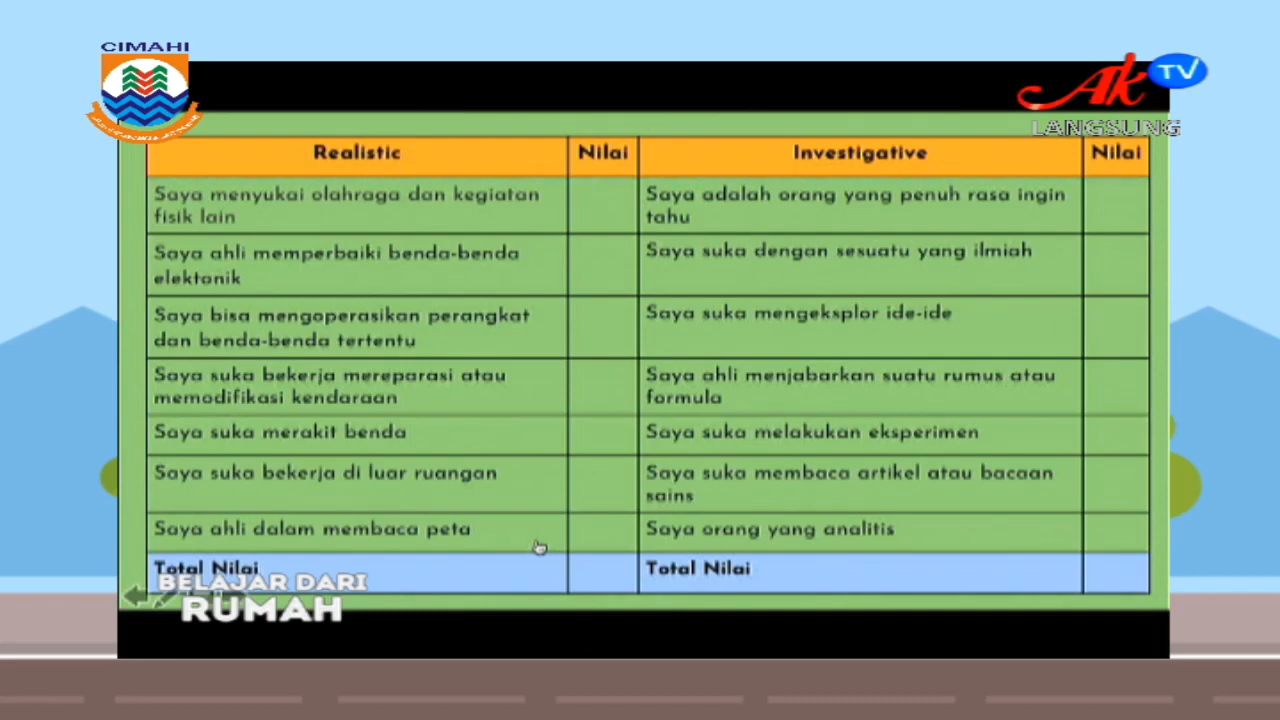 CIMAHI
Ak TV
LANGSUNG
Realistic Nilai Investigative Nilai
Saya menyukai olahraga dan kegiatan
fisik lain
Saya adalah orang yang penuh rasa ingin
tahu
Saya ahli memperbaiki benda-benda
elektonik
Saya suka dengan sesuatu yang ilmiah
Saya bisa mengoperasikan perangkat
dan benda-benda tertentu
Saya suka mengeksplor ide-ide
Saya suka bekerja mereparasi atau
memodifikasi kendaraan
Saya ahli menjabarkan suatu rumus atau
formula
Saya suka merakit benda
Saya suka melakukan eksperimen
Saya suka bekerja di luar ruangan
Saya suka membaca artikel atau bacaan
sains
Saya ahli dalam membaca peta
Saya orang yang analitis
Total Nilai
Total Nilai
BELAJAR DARI
RUMAH